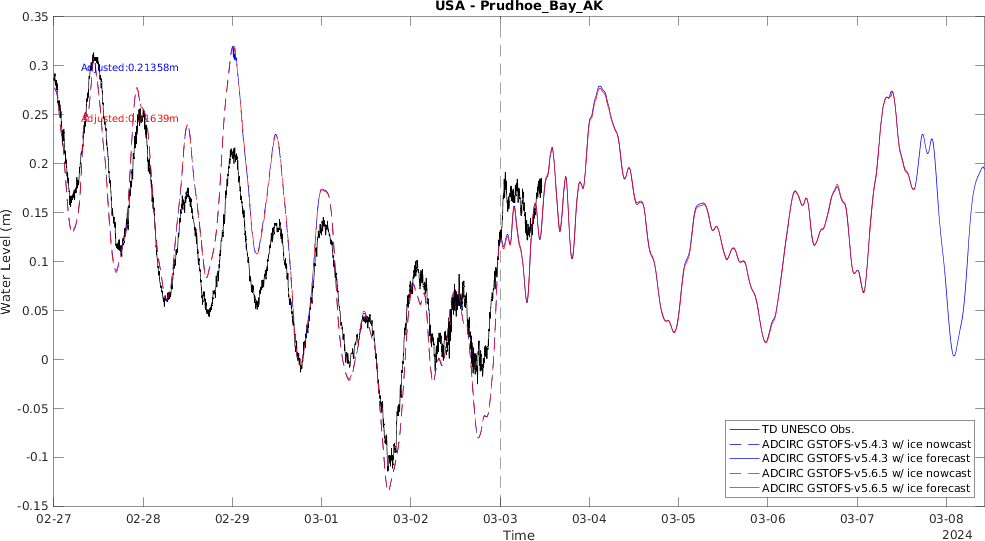 USA - Prudhoe_Bay_AK
0.35
0.3
0.25
0.2
0.15
0.1
0.05
0
-0.05
-0.1
-0.15
Water Level (m)
Adjusted:0.21358m
TD UNESCO Obs.
ADCIRC GSTOFS-v5.4.3 w/ ice nowcast
ADCIRC GSTOFS-v5.4.3 w/ ice forecast
ADCIRC GSTOFS-v5.6.5 w/ ice nowcast
ADCIRC GSTOFS-v5.6.5 w/ ice forecast
02-27 02-28 02-29 03-01 03-02 03-03 03-04 03-05 03-06 03-07 03-08
Time
2024